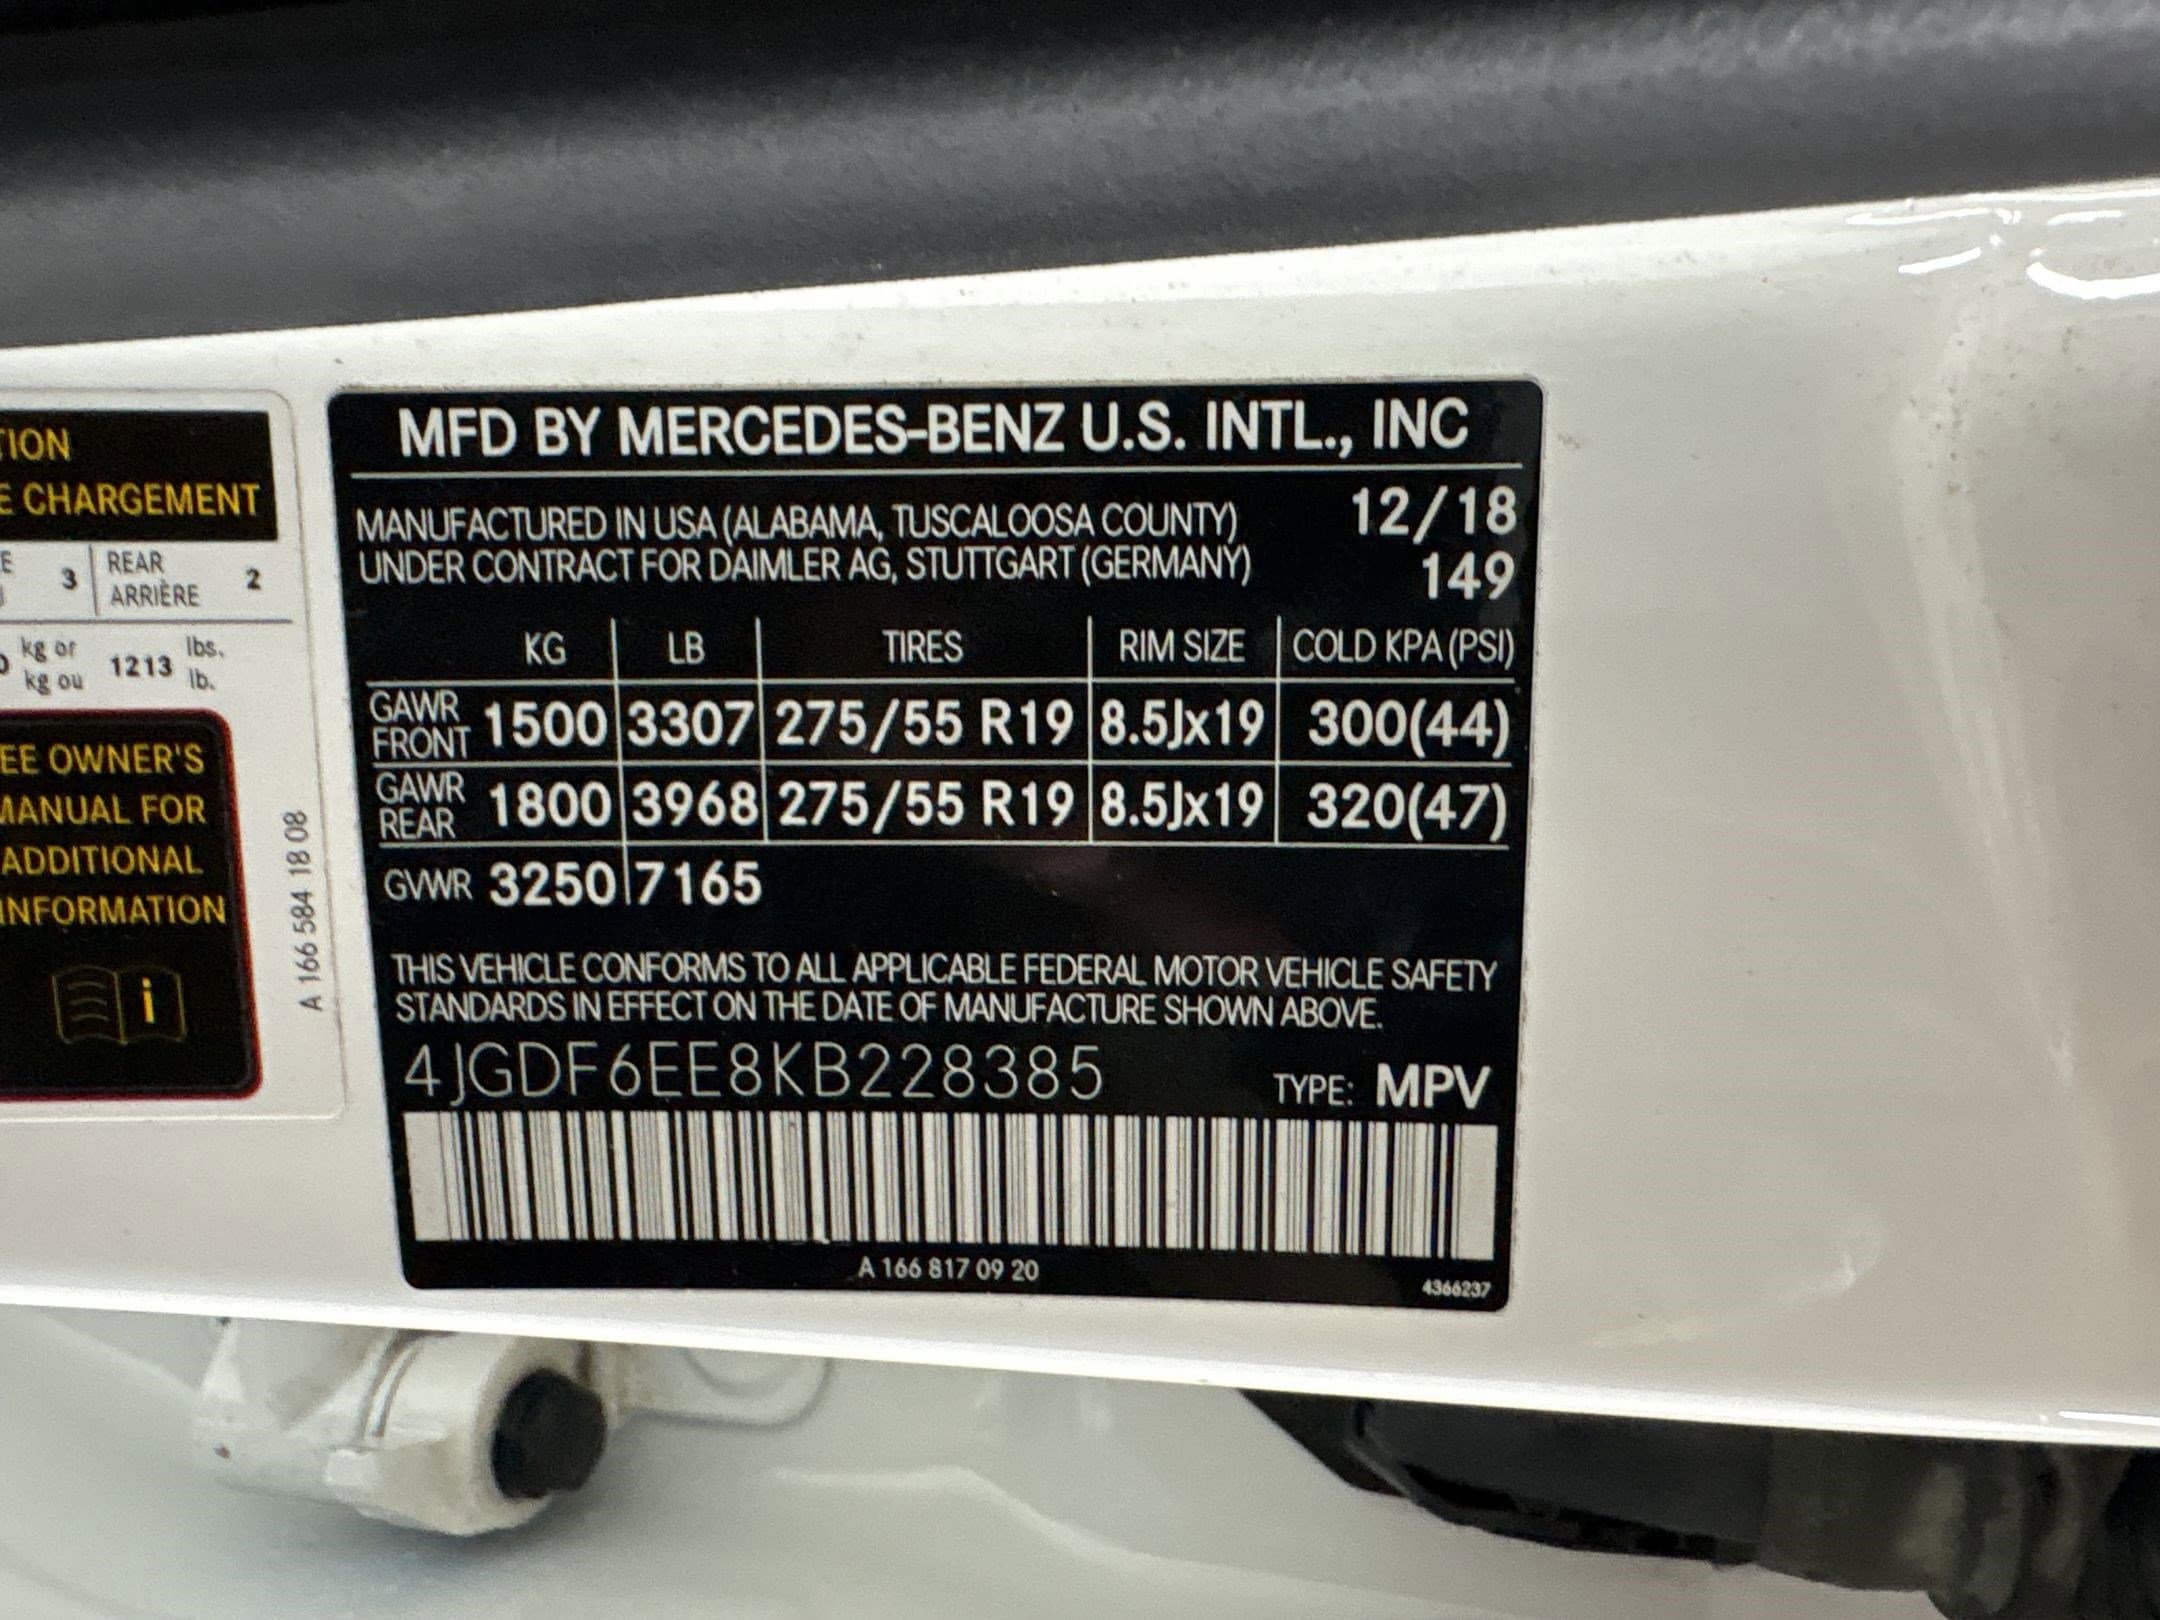 TION
E CHARGEMENT
E 3 REAR 2
ARRIÈRE
kg or 1213 lbs.
kg ou lb.
EE OWNER'S
MANUAL FOR
ADDITIONAL
INFORMATION
i
A 166 584 18 08
MFD BY MERCEDES-BENZ U.S. INTL., INC
MANUFACTURED IN USA (ALABAMA, TUSCALOOSA COUNTY) 12/18
UNDER CONTRACT FOR DAIMLER AG, STUTTGART (GERMANY) 149
KG LB TIRES RIM SIZE COLD KPA (PSI)
GAWR FRONT 1500 3307 275/55 R19 8.5Jx19 300(44)
GAWR REAR 1800 3968 275/55 R19 8.5Jx19 320(47)
GVWR 3250 7165
THIS VEHICLE CONFORMS TO ALL APPLICABLE FEDERAL MOTOR VEHICLE SAFETY
STANDARDS IN EFFECT ON THE DATE OF MANUFACTURE SHOWN ABOVE.
4JGDF6EE8KB228385 TYPE: MPV
A 166 817 09 20
4366237